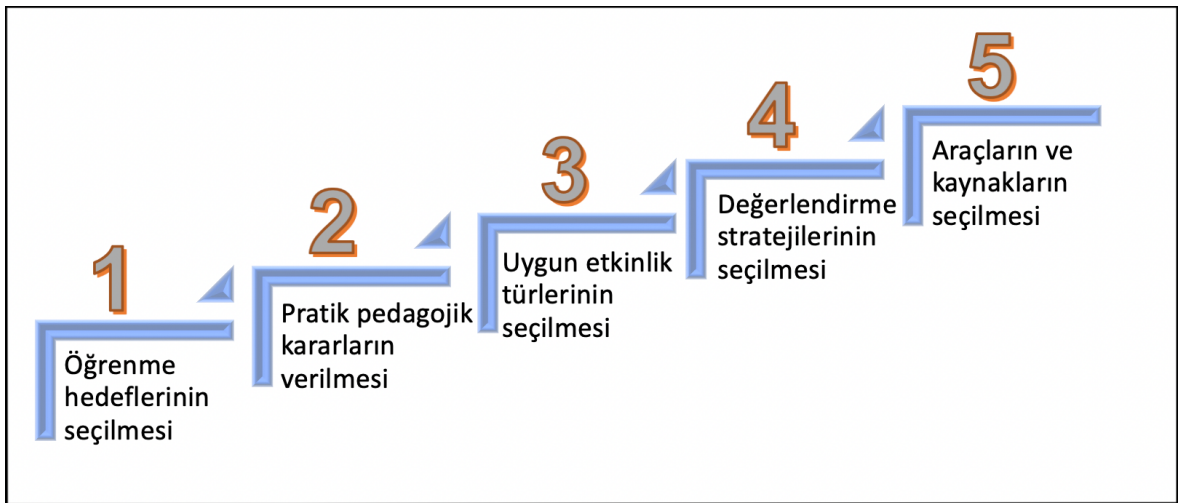 1
Öğrenme
hedeflerinin
seçilmesi
2
Pratik pedagojik
kararların
verilmesi
3
Uygun etkinlik
türlerinin
seçilmesi
4
Değerlendirme
stratejilerinin
seçilmesi
5
Araçların ve
kaynakların
seçilmesi